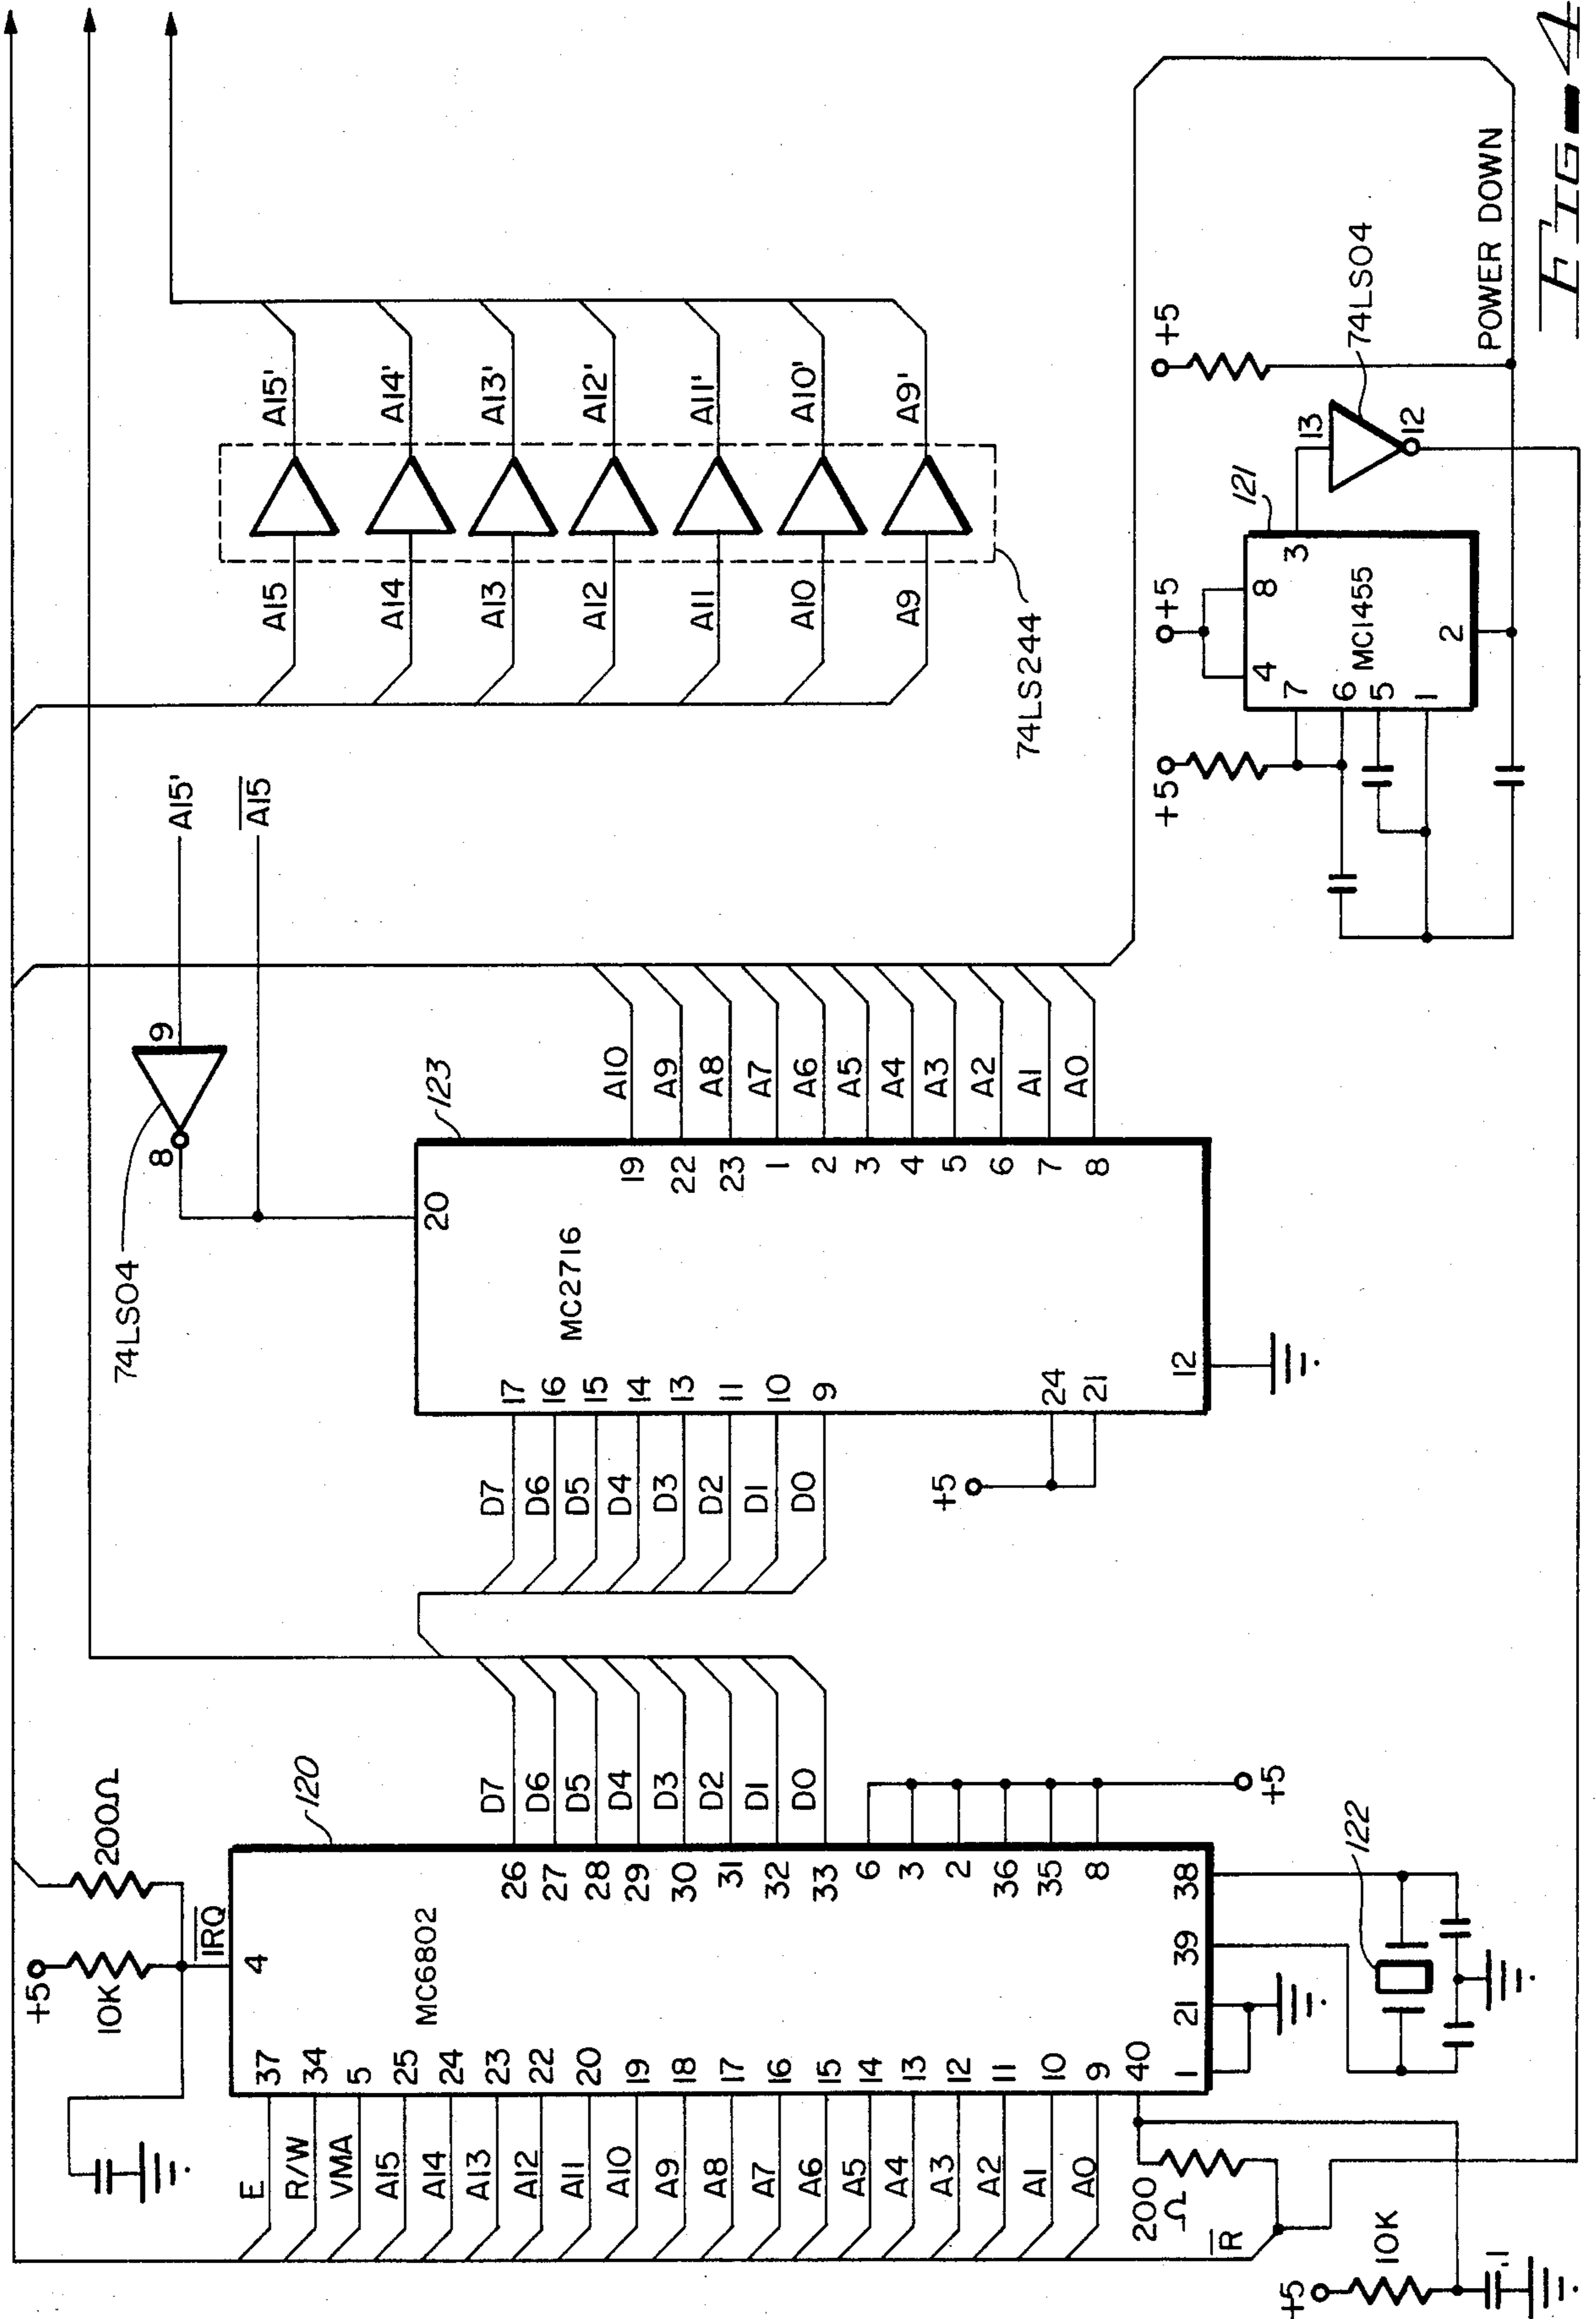 +5
10K
200Ω
IRQ
4
120
MC6802
E 37
R/W 34
VMA 5
A15 25
A14 24
A13 23
A12 22
A11 20
A10 19
A9 18
A8 17
A7 16
A6 15
A5 14
A4 13
A3 12
A2 11
A1 10
A0 9
40
26 D7
27 D6
28 D5
29 D4
30 D3
31 D2
32 D1
33 D0
6
3
2
36
35
8
+5
1
21
39
38
122
200
Ω
R
+5
10K
.1
74LS04
8
9
A15'
A15
20
123
MC2716
D7 17
D6 16
D5 15
D4 14
D3 13
D2 11
D1 10
D0 9
+5
24
21
12
19 A10
22 A9
23 A8
1 A7
2 A6
3 A5
4 A4
5 A3
6 A2
7 A1
8 A0
A15 A15'
A14 A14'
A13 A13'
A12 A12'
A11 A11'
A10 A10'
A9 A9'
74LS244
+5
+5
+5
121
MC1455
4
8
7
6
5
1
3
2
13
12
74LS04
POWER DOWN
FIG-4